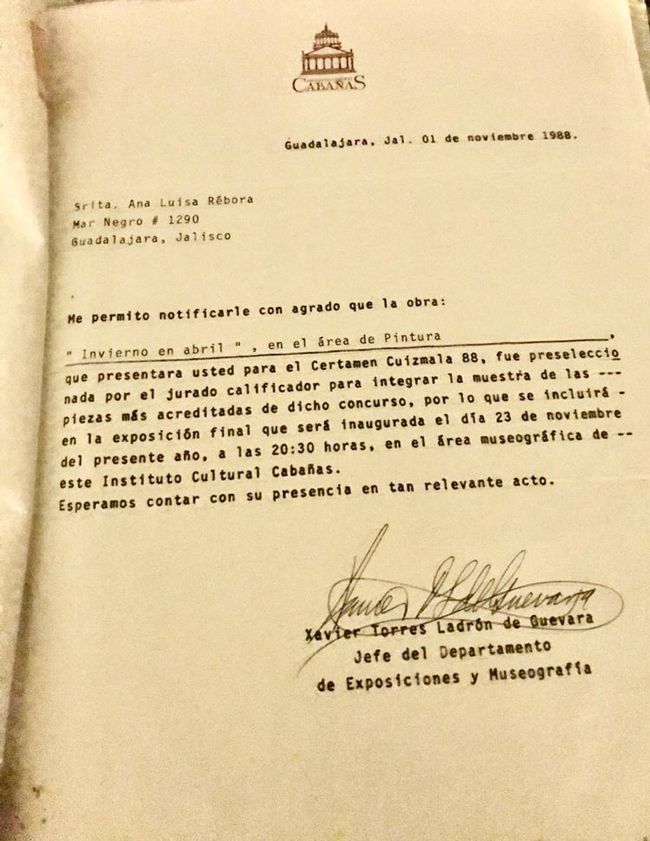 CABAÑAS
Guadalajara, Jal. 01 de noviembre 1988.
Srita. Ana Luisa Rébora
Mar Negro # 1290
Guadalajara, Jalisco
Me permito notificarle con agrado que la obra:
" Invierno en abril " , en el área de Pintura ,
que presentara usted para el Certamen Cuizmala 88, fue preseleccio
nada por el jurado calificador para integrar la muestra de las ---
piezas más acreditadas de dicho concurso, por lo que se incluirá -
en la exposición final que será inaugurada el día 23 de noviembre
del presente año, a las 20:30 horas, en el área museográfica de --
este Instituto Cultural Cabañas.
Esperamos contar con su presencia en tan relevante acto.
Xavier Torres Ladrón de Guevara
Jefe del Departamento
de Exposiciones y Museografía